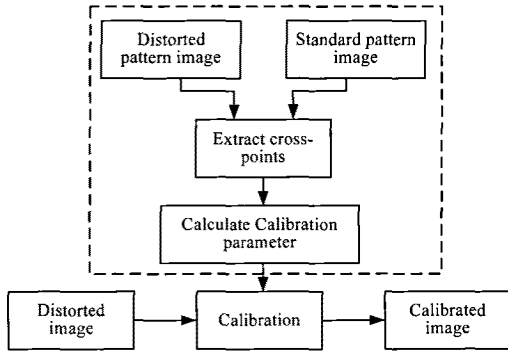 Distorted
pattern image
Standard pattern
image
Extract cross-
points
Calculate Calibration
parameter
Distorted
image
Calibration
Calibrated
image